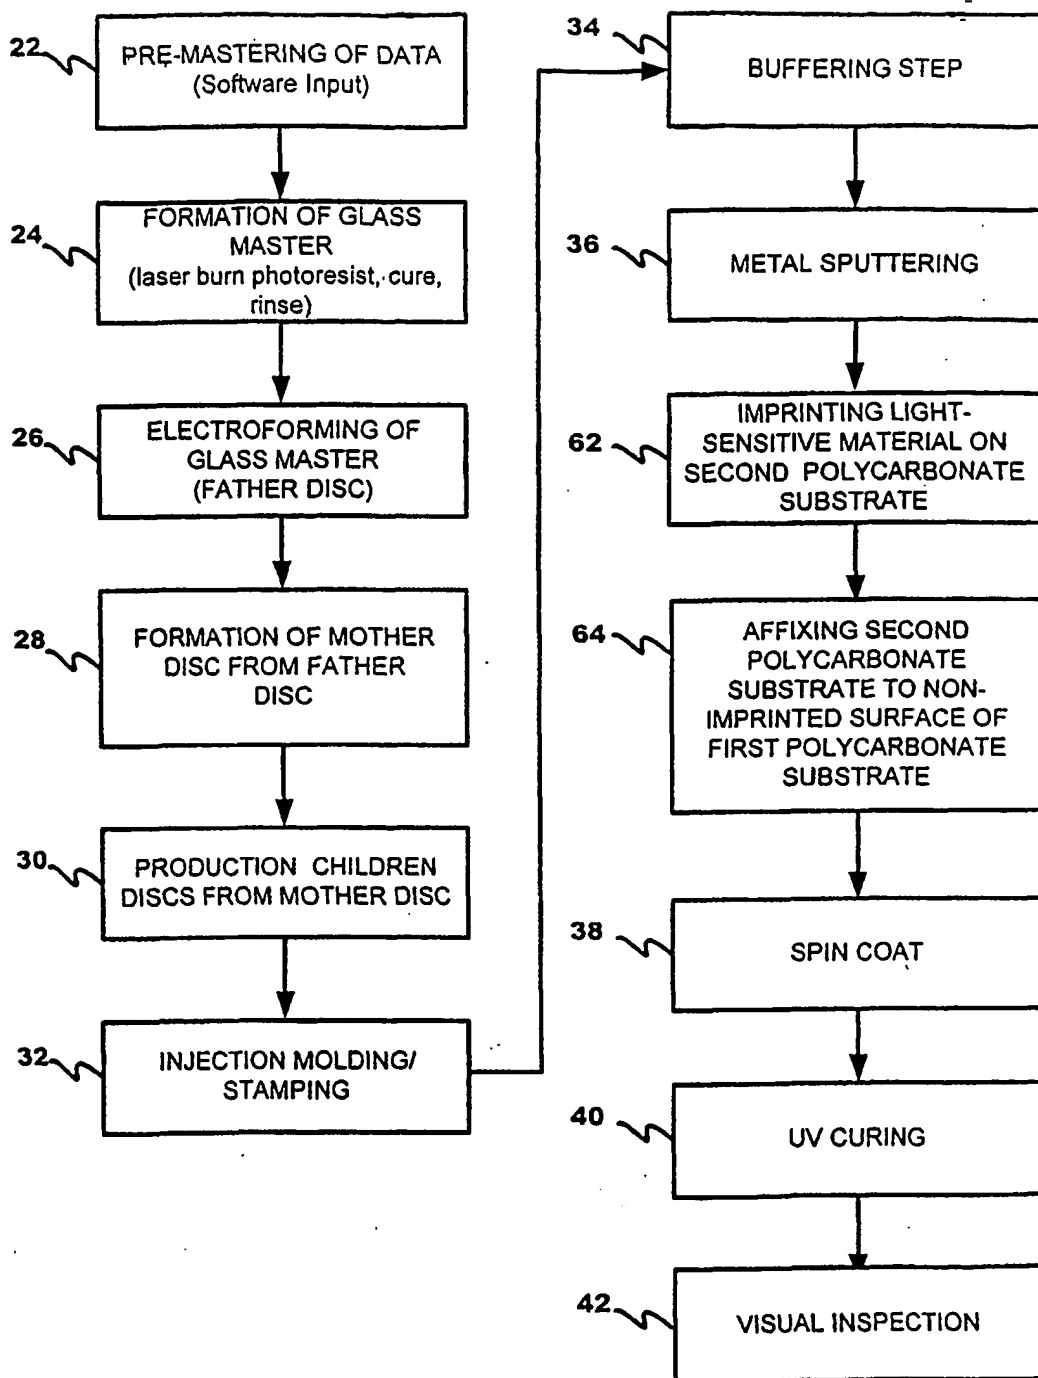 22
PRE-MASTERING OF DATA
(Software Input)
24
FORMATION OF GLASS
MASTER
(laser burn photoresist, cure,
rinse)
26
ELECTROFORMING OF
GLASS MASTER
(FATHER DISC)
28
FORMATION OF MOTHER
DISC FROM FATHER
DISC
30
PRODUCTION CHILDREN
DISCS FROM MOTHER DISC
32
INJECTION MOLDING/
STAMPING
34
BUFFERING STEP
36
METAL SPUTTERING
62
IMPRINTING LIGHT-
SENSITIVE MATERIAL ON
SECOND POLYCARBONATE
SUBSTRATE
64
AFFIXING SECOND
POLYCARBONATE
SUBSTRATE TO NON-
IMPRINTED SURFACE OF
FIRST POLYCARBONATE
SUBSTRATE
38
SPIN COAT
40
UV CURING
42
VISUAL INSPECTION